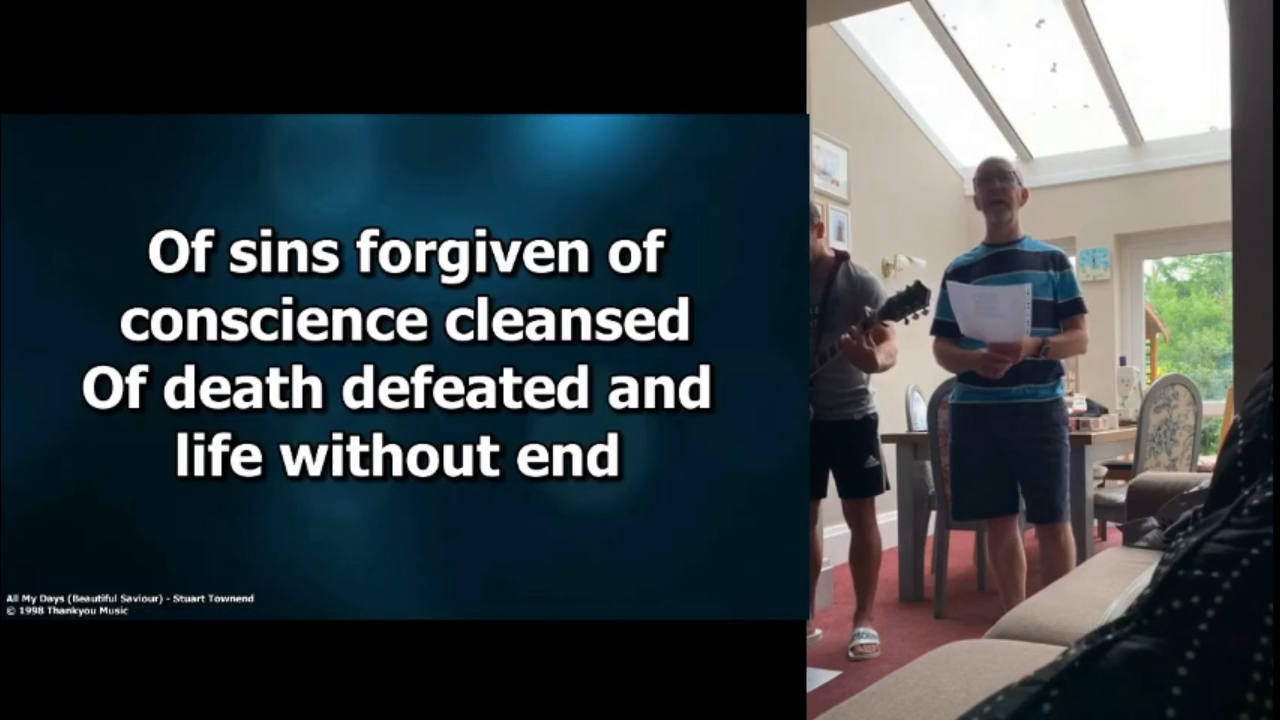 Of sins forgiven of
conscience cleansed
Of death defeated and
life without end
All My Days (Beautiful Saviour) - Stuart Townend
© 1998 Thankyou Music